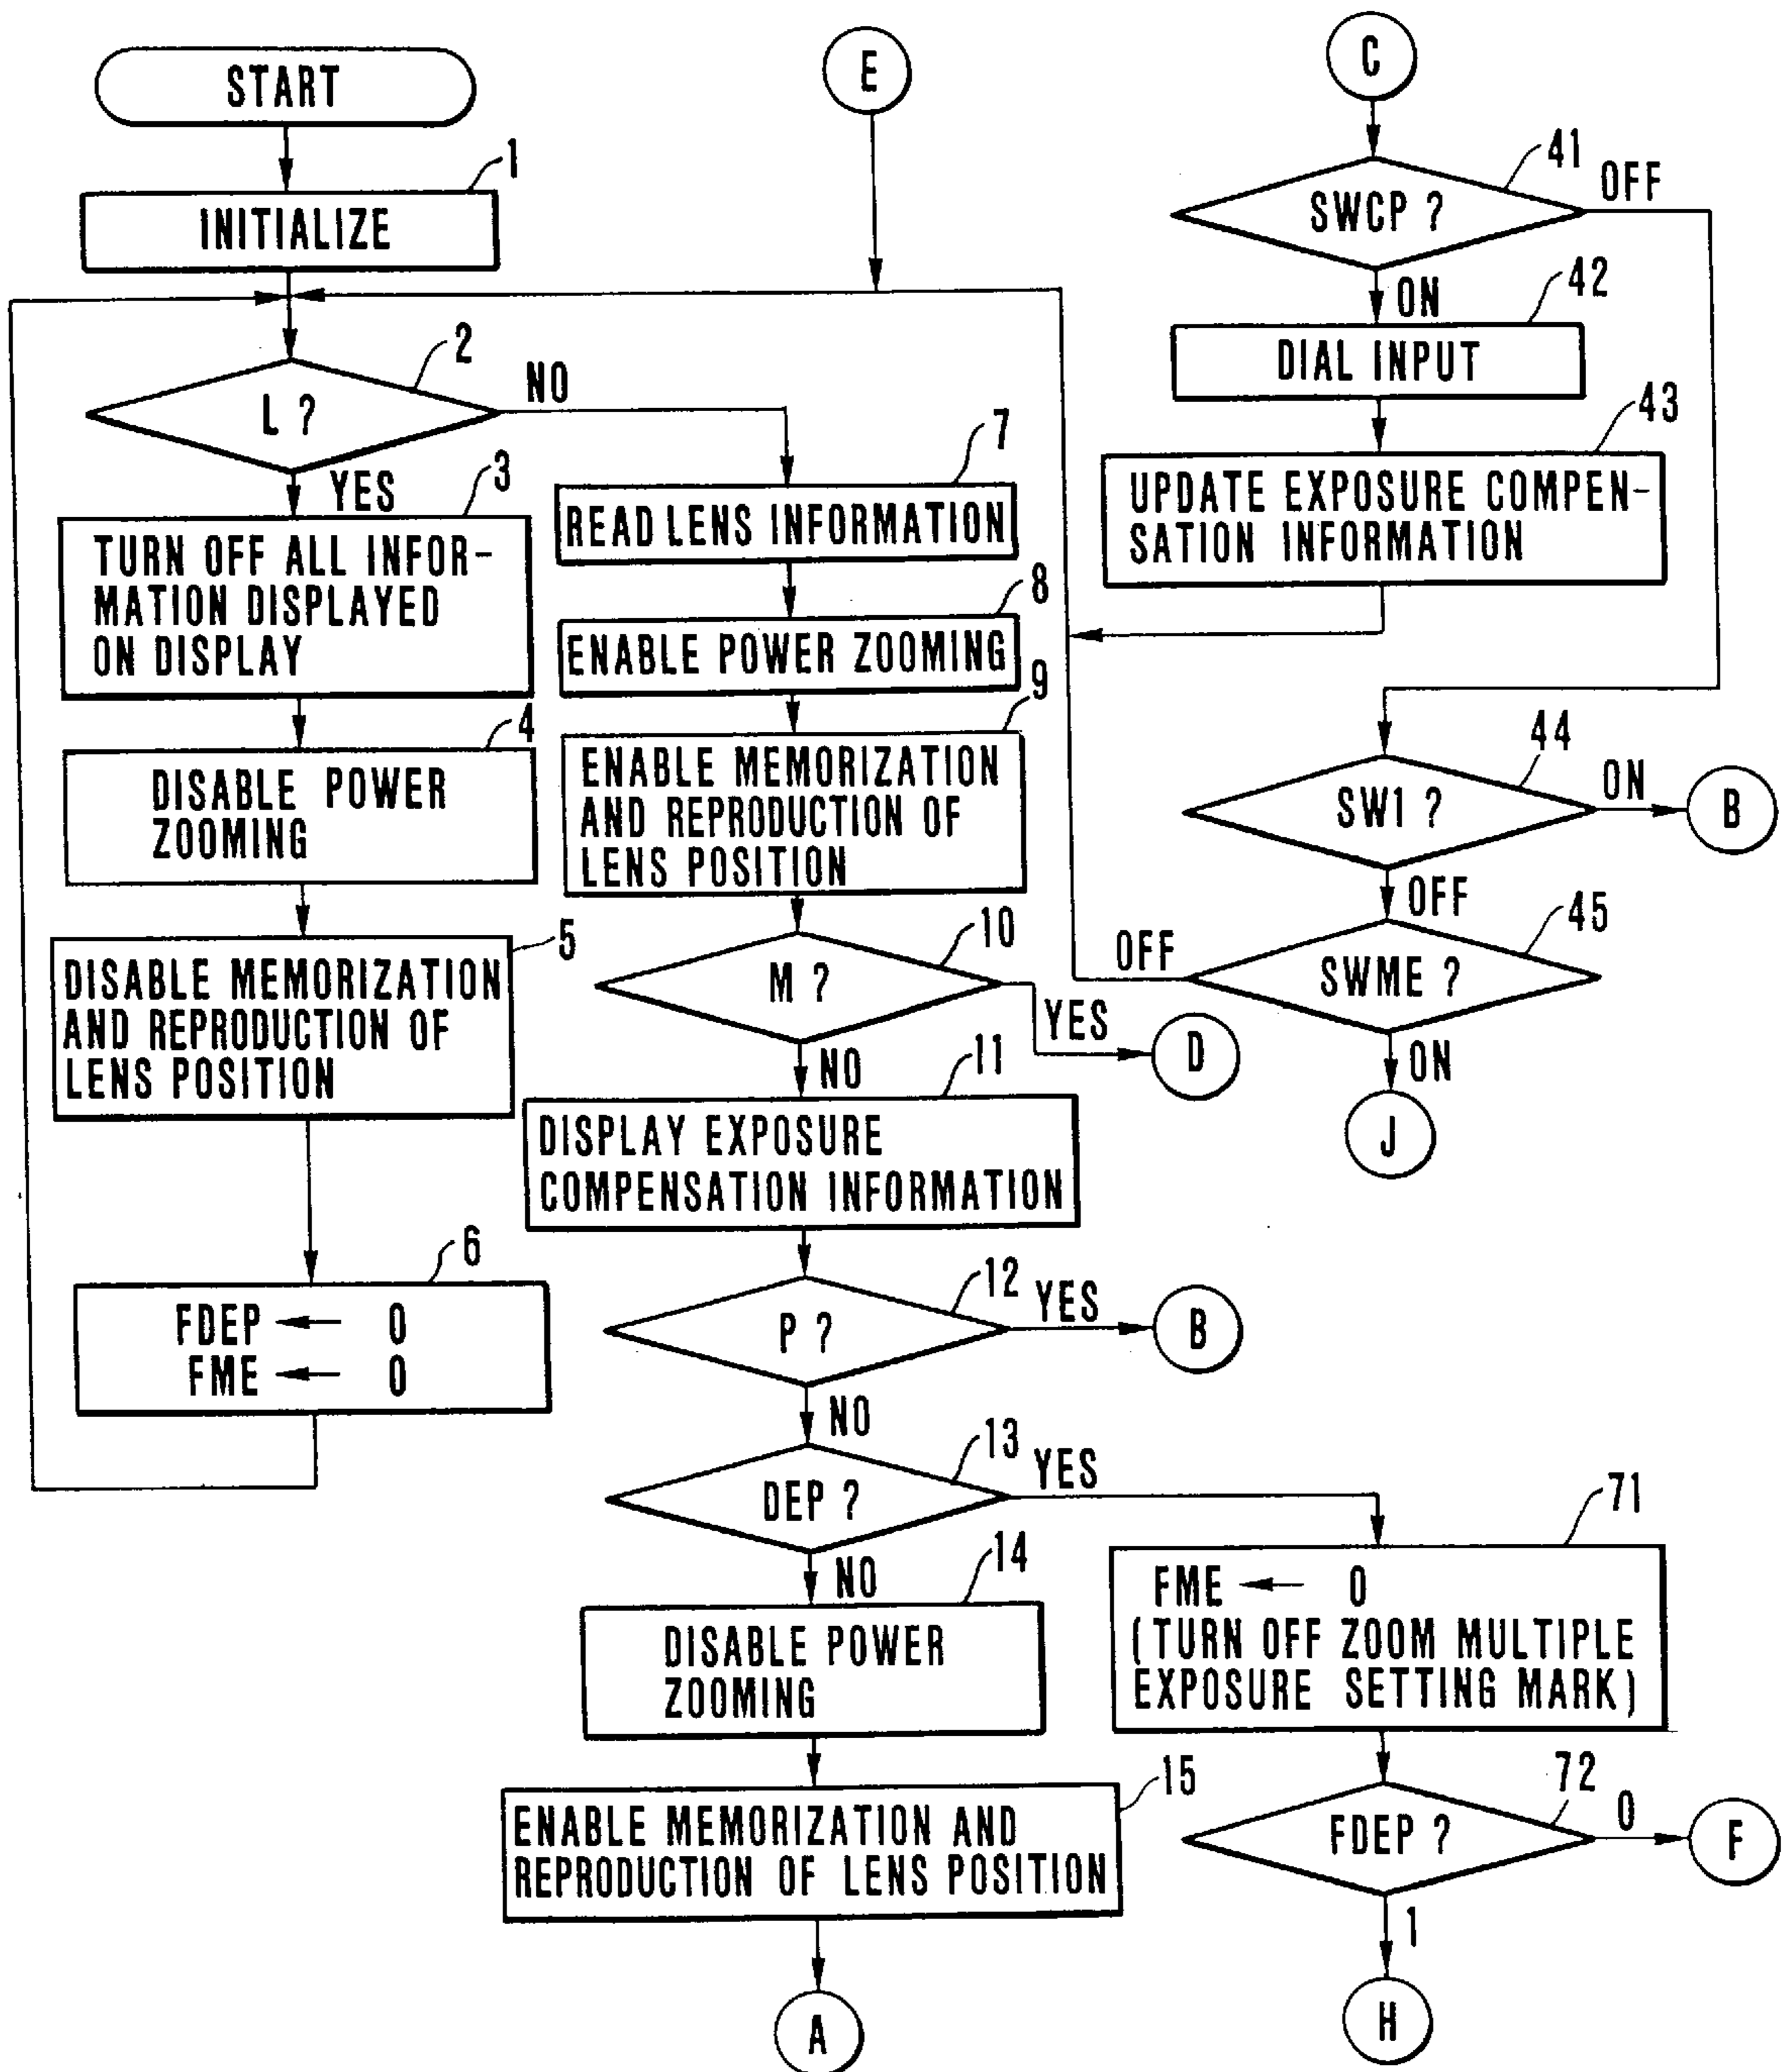 START
1
INITIALIZE
2
L ?
NO
YES
3
TURN OFF ALL INFOR-
MATION DISPLAYED
ON DISPLAY
4
DISABLE POWER
ZOOMING
5
DISABLE MEMORIZATION
AND REPRODUCTION OF
LENS POSITION
6
FDEP ← 0
FME ← 0
E
7
READ LENS INFORMATION
8
ENABLE POWER ZOOMING
9
ENABLE MEMORIZATION
AND REPRODUCTION OF
LENS POSITION
10
M ?
YES
D
NO
11
DISPLAY EXPOSURE
COMPENSATION INFORMATION
12
P ?
YES
B
NO
13
DEP ?
YES
NO
14
DISABLE POWER
ZOOMING
15
ENABLE MEMORIZATION AND
REPRODUCTION OF LENS POSITION
A
C
41
SWCP ?
OFF
ON
42
DIAL INPUT
43
UPDATE EXPOSURE COMPEN-
SATION INFORMATION
44
SW1 ?
ON
B
OFF
45
SWME ?
OFF
ON
J
71
FME ← 0
(TURN OFF ZOOM MULTIPLE
EXPOSURE SETTING MARK)
72
FDEP ?
0
F
1
H